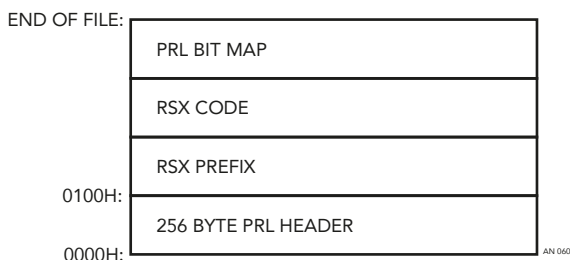 END OF FILE:
PRL BIT MAP
RSX CODE
RSX PREFIX
0100H:
256 BYTE PRL HEADER
0000H:
AN 060